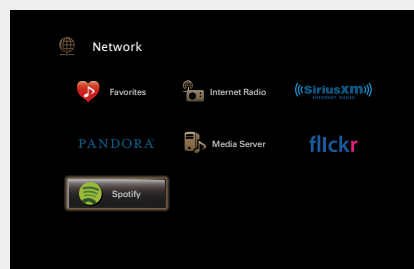 Network
Favorites
Internet Radio
((SiriusXM))
INTERNET RADIO
PANDORA
Media Server
flIckr
Spotify